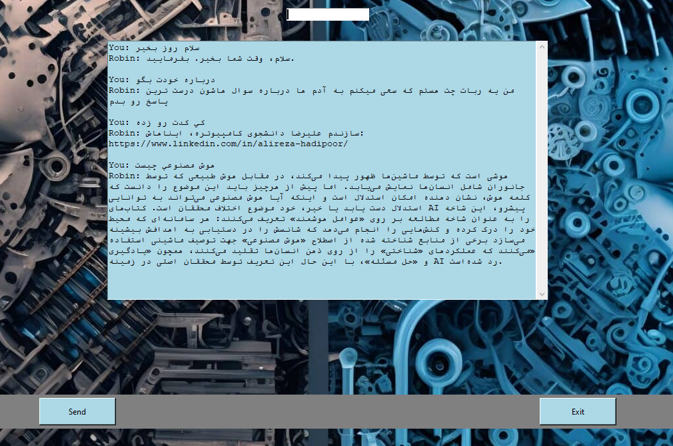 You: سلام روز بخیر
Robin: سلام، وقت شما بخیر. بفرمایید.
You: درباره خودت بگو
Robin: من یه ربات چت هستم که سعی میکنم به آدم ها درباره سوال هاشون درست ترین
پاسخ رو بدم
You: کی کدت رو زده
Robin: سازندم علیرضا دانشجوی کامپیوتره، اینهاش:
https://www.linkedin.com/in/alireza-hadipoor/
You: هوش مصنوعی چیست
Robin: هوشی است که توسط ماشین‌ها ظهور پیدا می‌کند، در مقابل هوش طبیعی که توسط
جانوران شامل انسان‌ها نمایش می‌یابد. اما پیش از هرچیز باید این موضوع را دانست که
کلمه هوش، نشان دهنده امکان استدلال است و اینکه آیا هوش مصنوعی می‌تواند به توانایی
استدلال دست یابد یا خیر، خود موضوع اختلاف محققان است. کتاب‌های AI پیشرو، این شاخه
را به عنوان شاخه مطالعه بر روی «عوامل هوشمند» تعریف می‌کنند: هر سامانه‌ای که محیط
خود را درک کرده و کنش‌هایی را انجام می‌دهد که شانسش را در دستیابی به اهدافش بیشینه
می‌سازد برخی از منابع شناخته شده از اصطلاح «هوش مصنوعی» جهت توصیف ماشینی استفاده
می‌کنند که عملکردهای «شناختی» را از روی ذهن انسان‌ها تقلید می‌کنند، همچون «یادگیری»
و «حل مسئله»، با این حال این تعریف توسط محققان اصلی در زمینه AI رد شده‌است.
Send
Exit